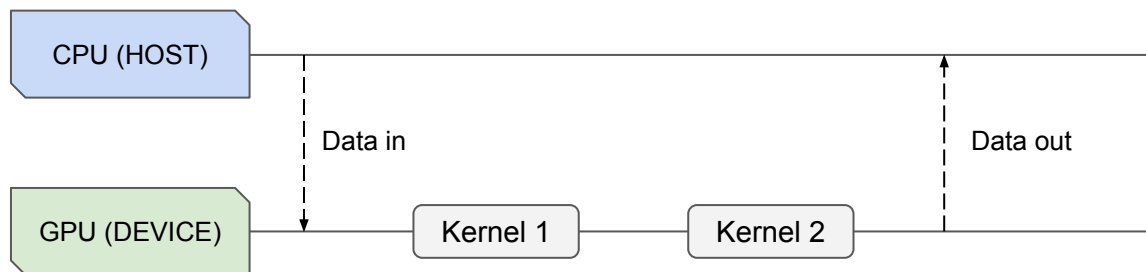 CPU (HOST)
Data in
Data out
GPU (DEVICE)
Kernel 1
Kernel 2